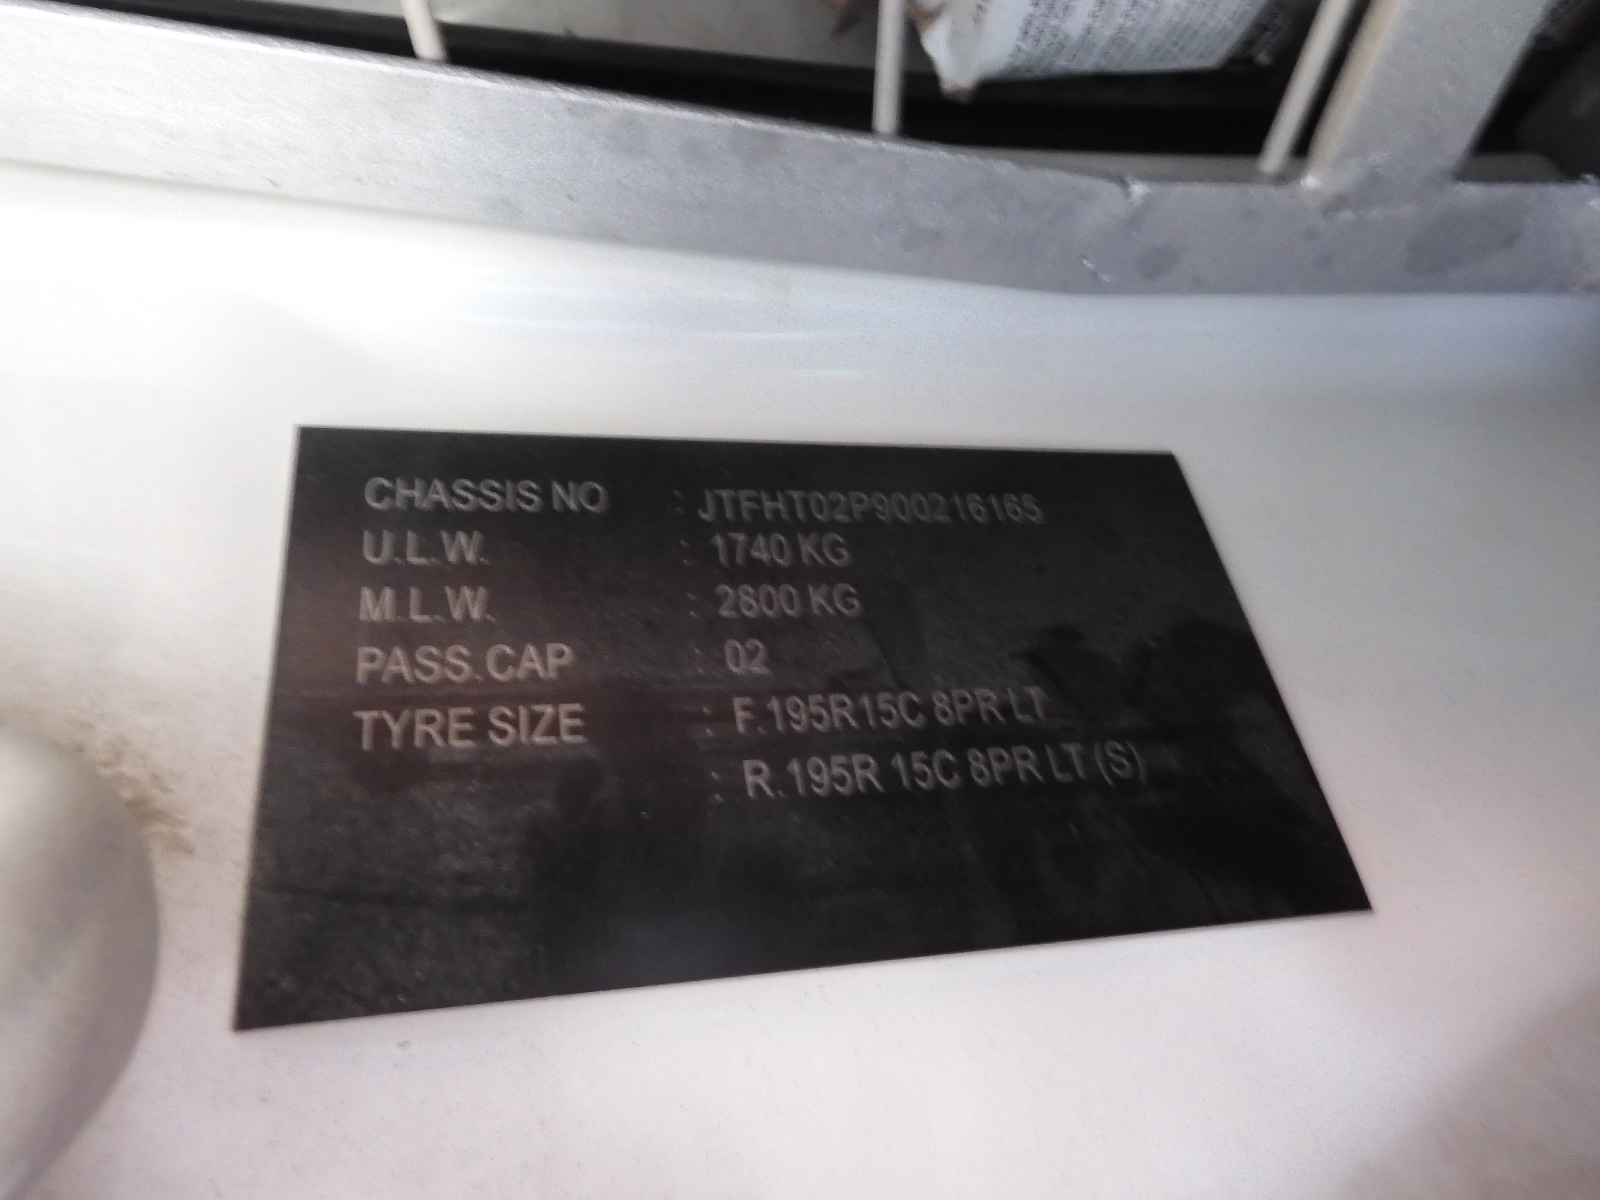 CHASSIS NO : JTFHT02P900216165
U.L.W. : 1740 KG
M.L.W. : 2800 KG
PASS.CAP : 02
TYRE SIZE : F.195R15C 8PR LT
: R.195R 15C 8PR LT (S)